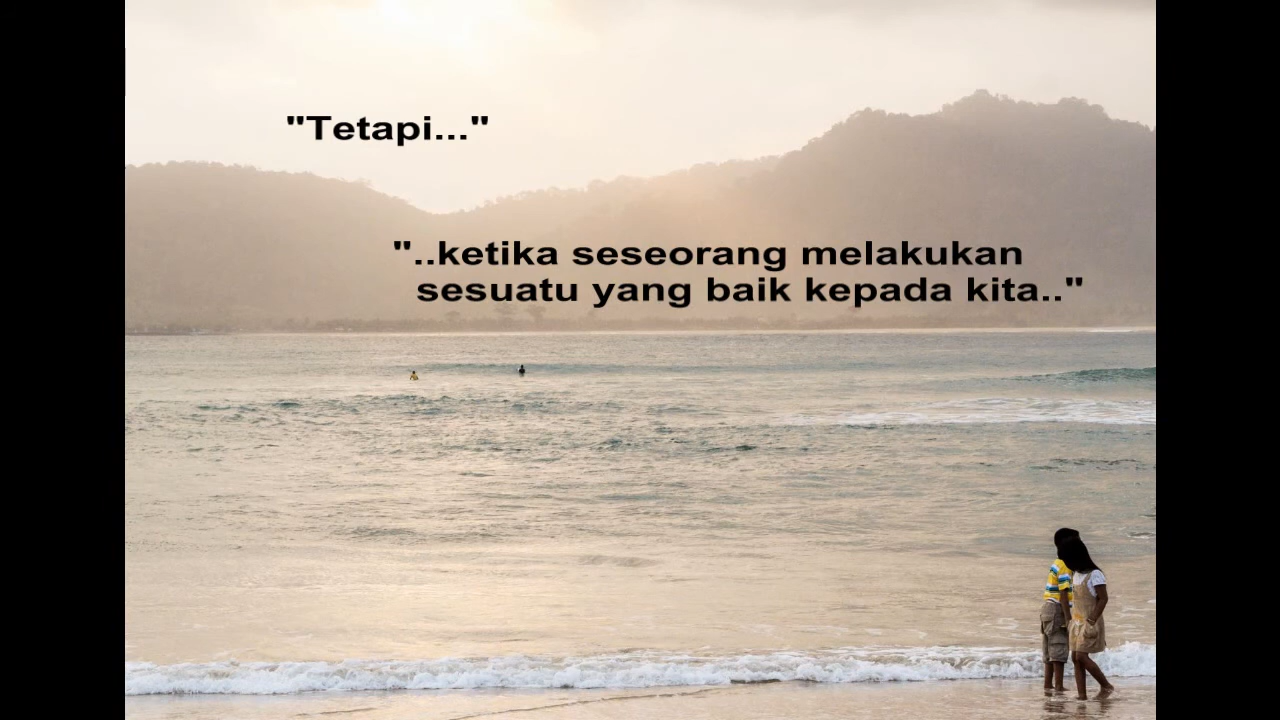 "Tetapi..."
"..ketika seseorang melakukan
sesuatu yang baik kepada kita.."